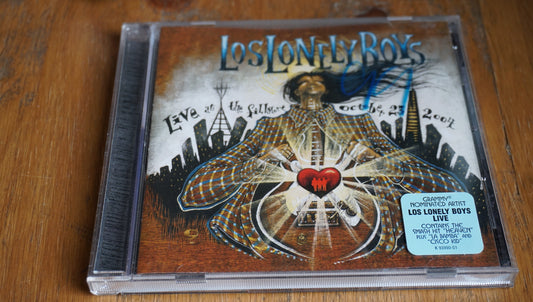 LOS LONELY BOYS
Live at the fillmore october 23 2004
GRAMMY®
NOMINATED ARTIST
LOS LONELY BOYS
LIVE
CONTAINS THE
SMASH HIT "HEAVEN"
PLUS "LA BAMBA" AND
"CISCO KID"